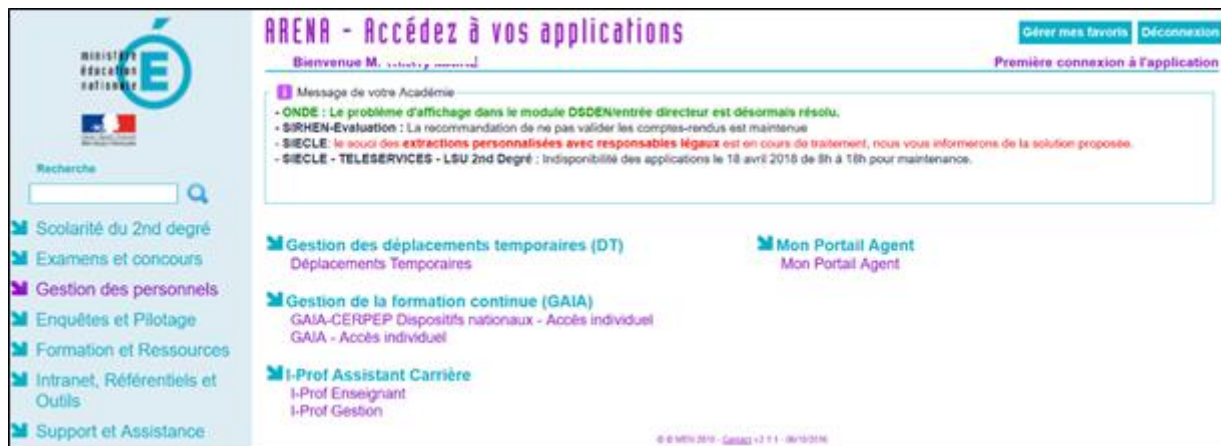 ministère
éducation
nationale
Recherche
Scolarité du 2nd degré
Examens et concours
Gestion des personnels
Enquêtes et Pilotage
Formation et Ressources
Intranet, Référentiels et
Outils
Support et Assistance
ARENA - Accédez à vos applications
Gérer mes favoris Déconnexion
Bienvenue M.
Première connexion à l'application
Message de votre Académie
- ONDE : Le problème d'affichage dans le module DSDEN/entrée directeur est désormais résolu.
- SIRHEN-Evaluation : La recommandation de ne pas valider les comptes-rendus est maintenue
- SIECLE: le souci des extractions personnalisées avec responsables légaux est en cours de traitement, nous vous informerons de la solution proposée.
- SIECLE - TELESERVICES - LSU 2nd Degré : Indisponibilité des applications le 18 avril 2018 de 8h à 18h pour maintenance.
Gestion des déplacements temporaires (DT)
Déplacements Temporaires
Mon Portail Agent
Mon Portail Agent
Gestion de la formation continue (GAIA)
GAIA-CERPEP Dispositifs nationaux - Accès individuel
GAIA - Accès individuel
I-Prof Assistant Carrière
I-Prof Enseignant
I-Prof Gestion